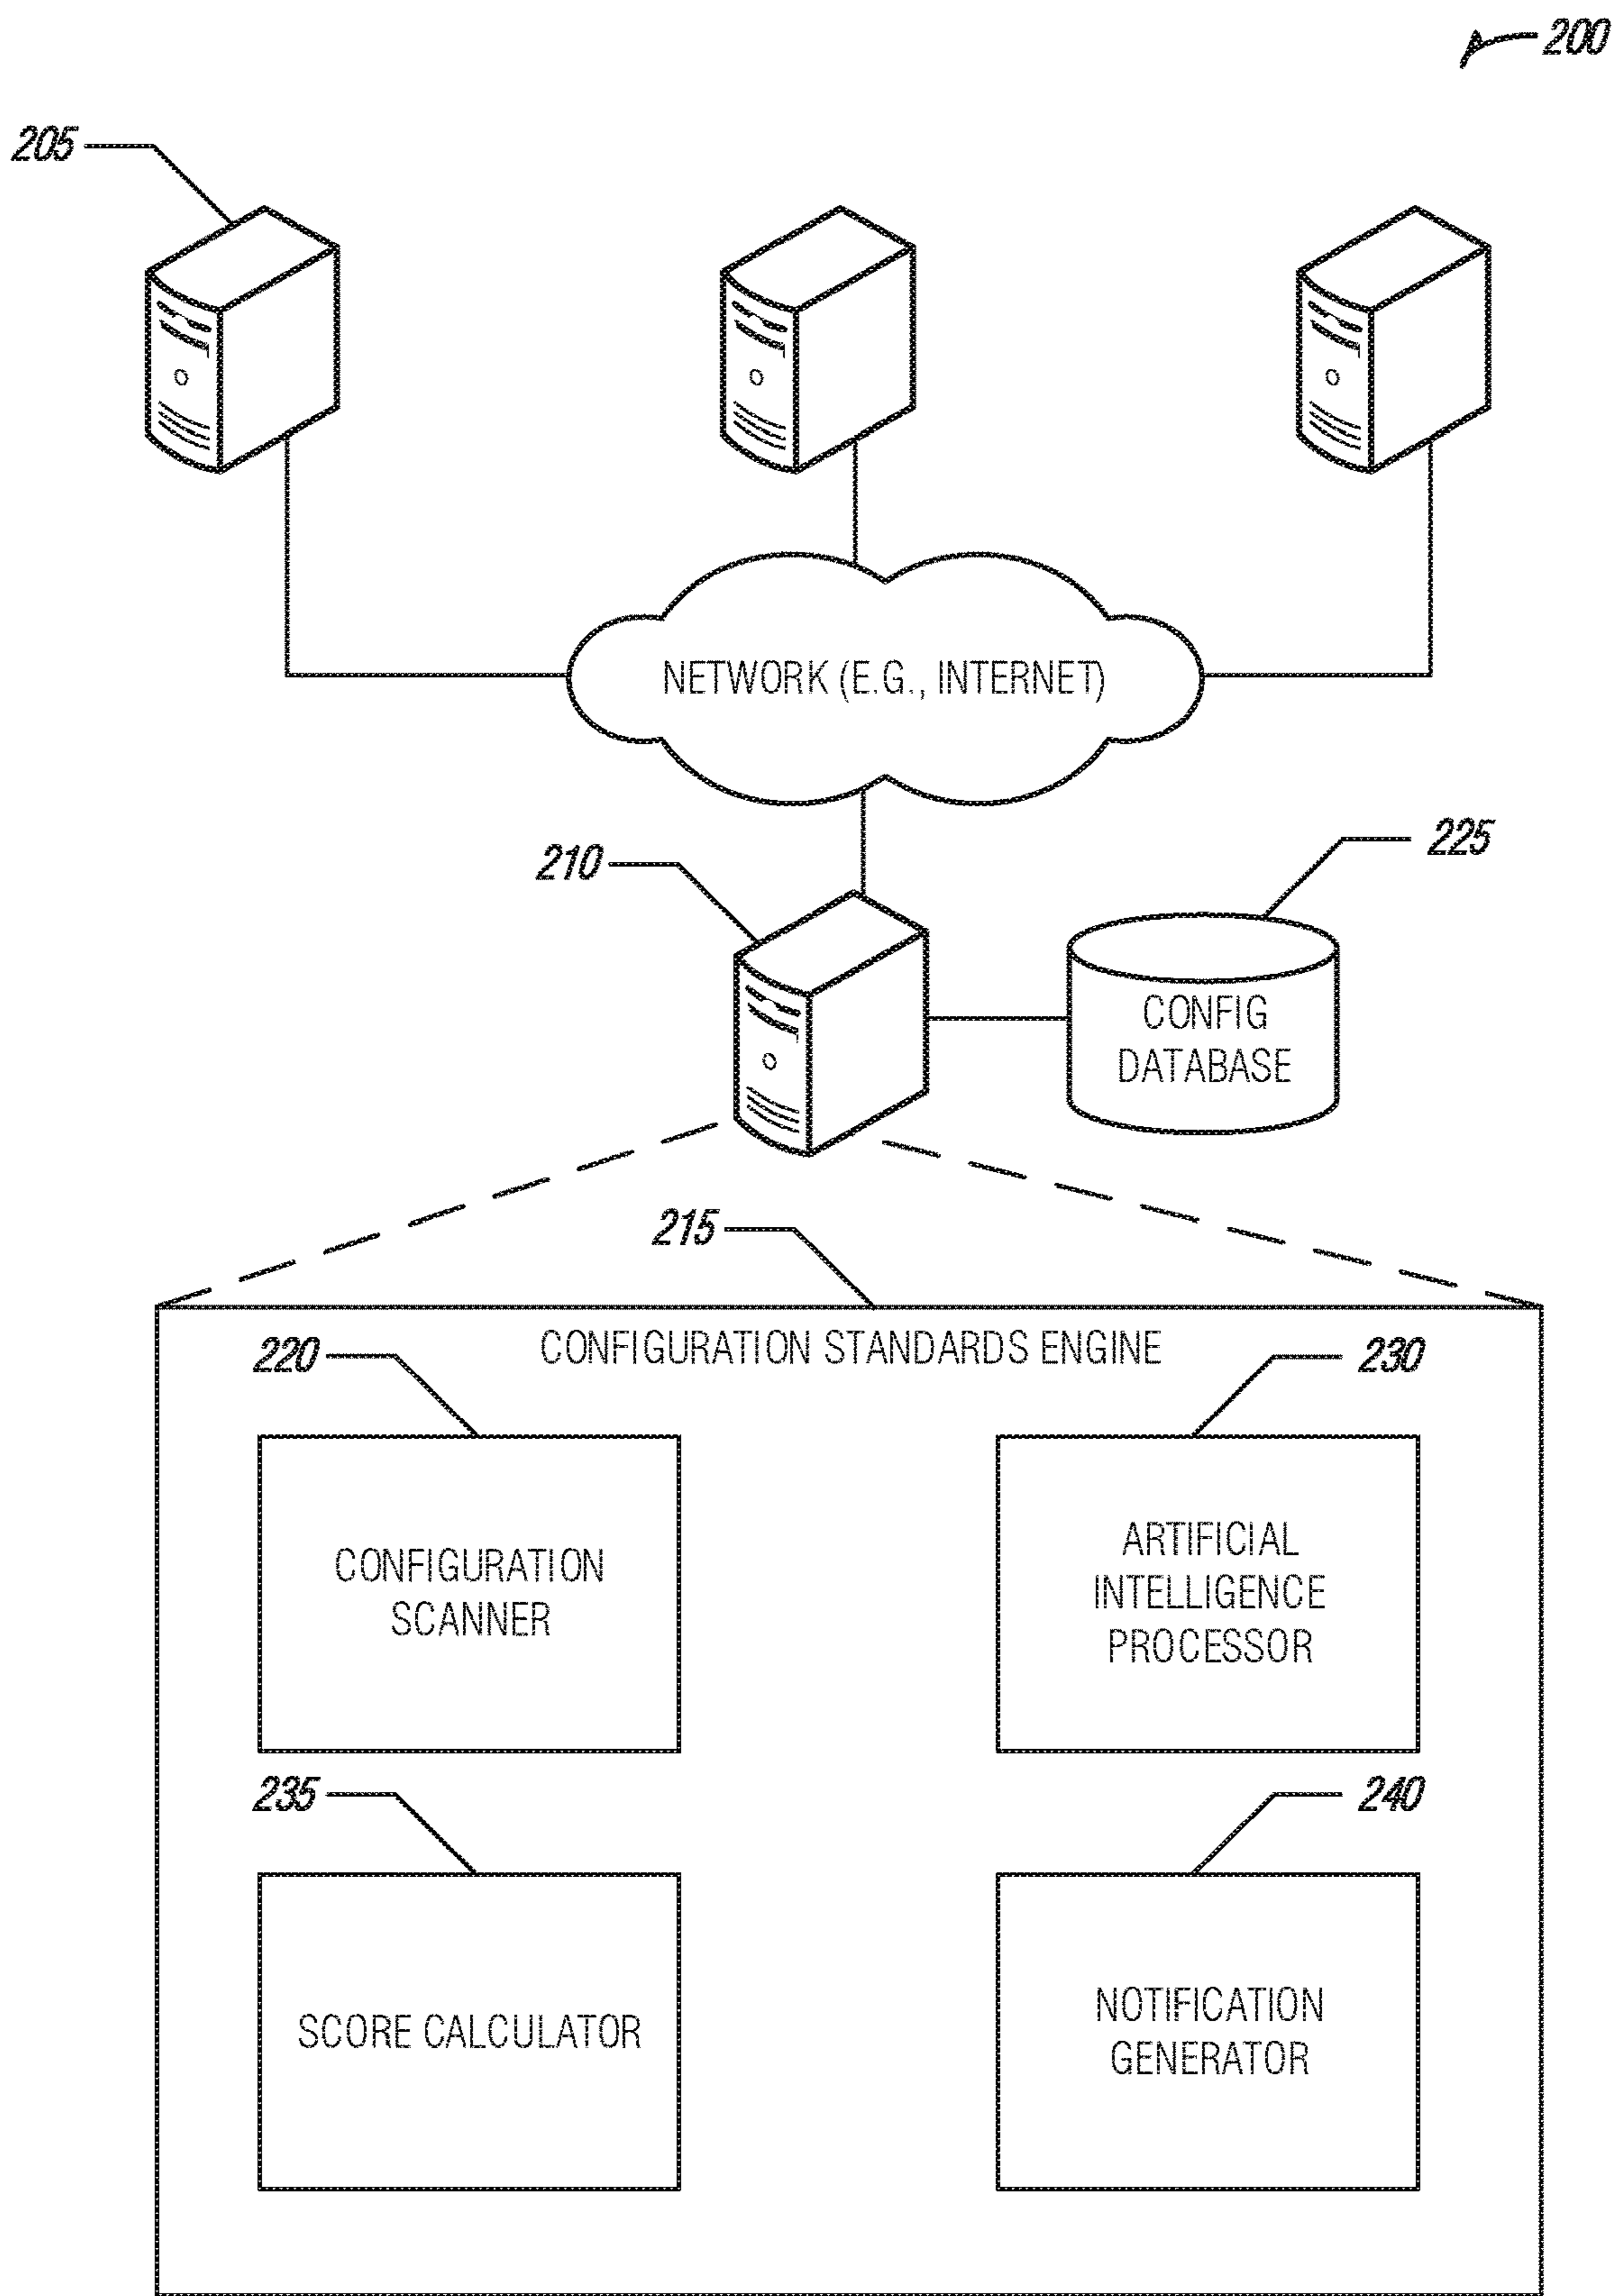 200
205
NETWORK (E.G., INTERNET)
210
225
CONFIG
DATABASE
215
CONFIGURATION STANDARDS ENGINE
220
230
CONFIGURATION
SCANNER
ARTIFICIAL
INTELLIGENCE
PROCESSOR
235
240
SCORE CALCULATOR
NOTIFICATION
GENERATOR